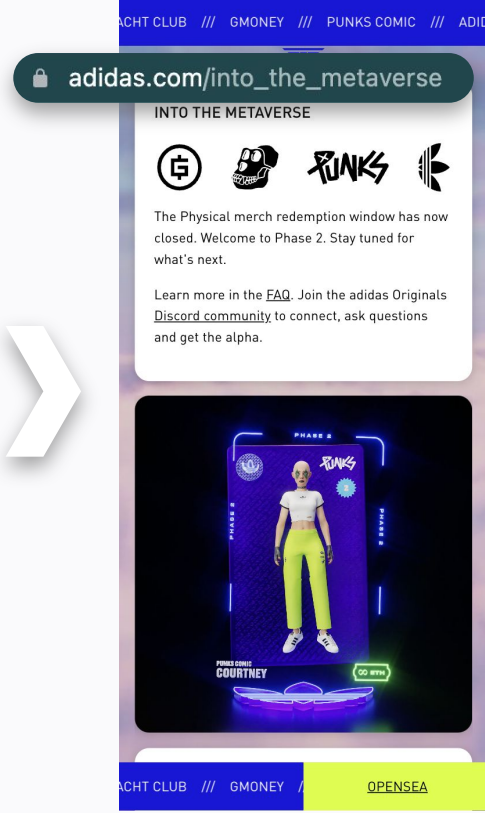 ACHT CLUB /// GMONEY /// PUNKS COMIC /// ADID
adidas.com/into_the_metaverse
INTO THE METAVERSE
PUNKS
The Physical merch redemption window has now
closed. Welcome to Phase 2. Stay tuned for
what's next.
Learn more in the FAQ. Join the adidas Originals
Discord community to connect, ask questions
and get the alpha.
PHASE 2
PUNKS
2
PHASE 2
PHASE 2
PUNKS COMIC
COURTNEY
∞ ETH
ACHT CLUB /// GMONEY /
OPENSEA